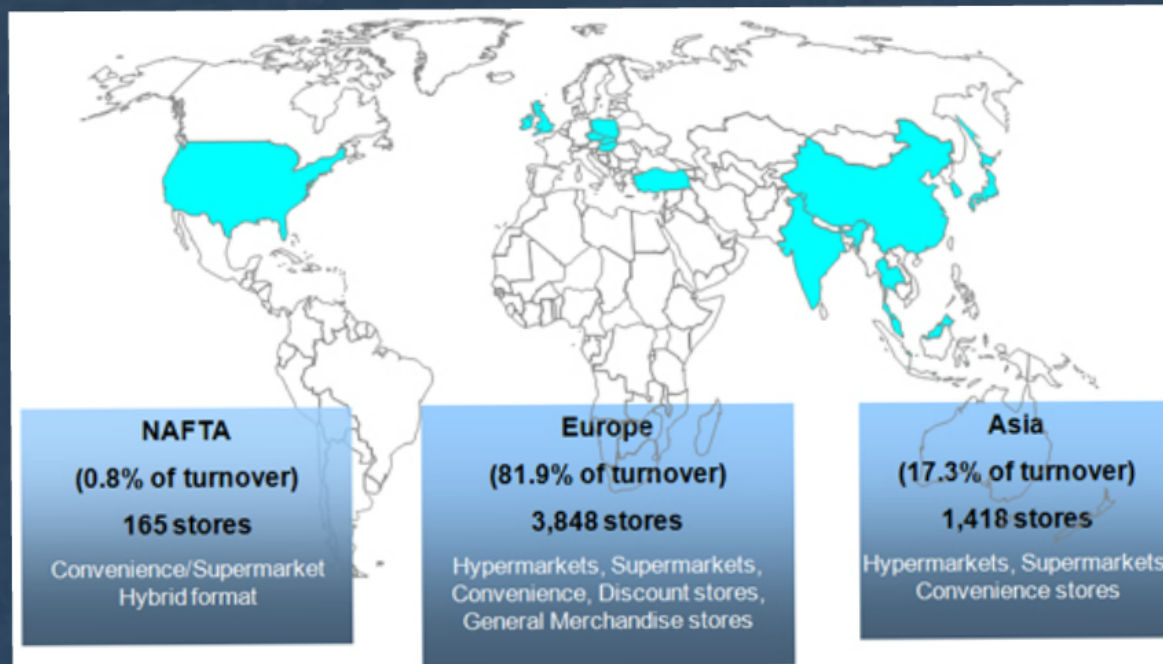 NAFTA
(0.8% of turnover)
165 stores
Convenience/Supermarket
Hybrid format
Europe
(81.9% of turnover)
3,848 stores
Hypermarkets, Supermarkets,
Convenience, Discount stores,
General Merchandise stores
Asia
(17.3% of turnover)
1,418 stores
Hypermarkets, Supermarkets
Convenience stores